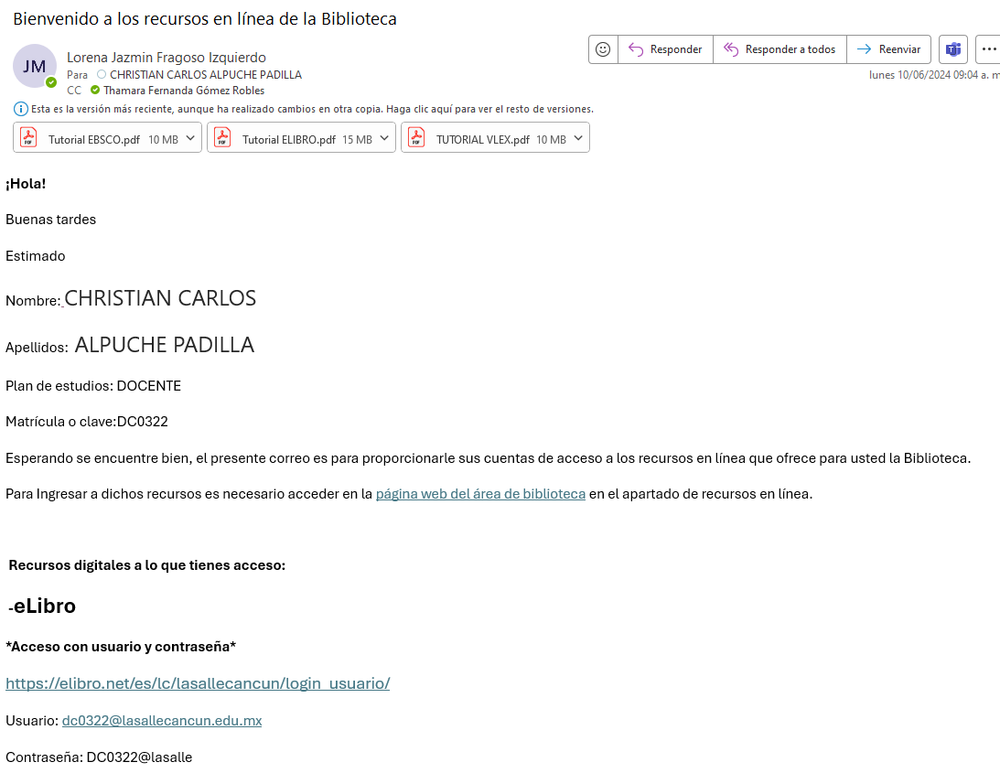 Bienvenido a los recursos en línea de la Biblioteca
JM
Lorena Jazmin Fragoso Izquierdo
Para CHRISTIAN CARLOS ALPUCHE PADILLA
CC Thamara Fernanda Gómez Robles
Responder
Responder a todos
Reenviar
lunes 10/06/2024 09:04 a. m
Esta es la versión más reciente, aunque ha realizado cambios en otra copia. Haga clic aquí para ver el resto de versiones.
Tutorial EBSCO.pdf 10 MB
Tutorial ELIBRO.pdf 15 MB
TUTORIAL VLEX.pdf 10 MB
¡Hola!
Buenas tardes
Estimado
Nombre: CHRISTIAN CARLOS
Apellidos: ALPUCHE PADILLA
Plan de estudios: DOCENTE
Matrícula o clave:DC0322
Esperando se encuentre bien, el presente correo es para proporcionarle sus cuentas de acceso a los recursos en línea que ofrece para usted la Biblioteca.
Para Ingresar a dichos recursos es necesario acceder en la página web del área de biblioteca en el apartado de recursos en línea.
Recursos digitales a lo que tienes acceso:
-eLibro
*Acceso con usuario y contraseña*
https://elibro.net/es/lc/lasallecancun/login_usuario/
Usuario: dc0322@lasallecancun.edu.mx
Contraseña: DC0322@lasalle